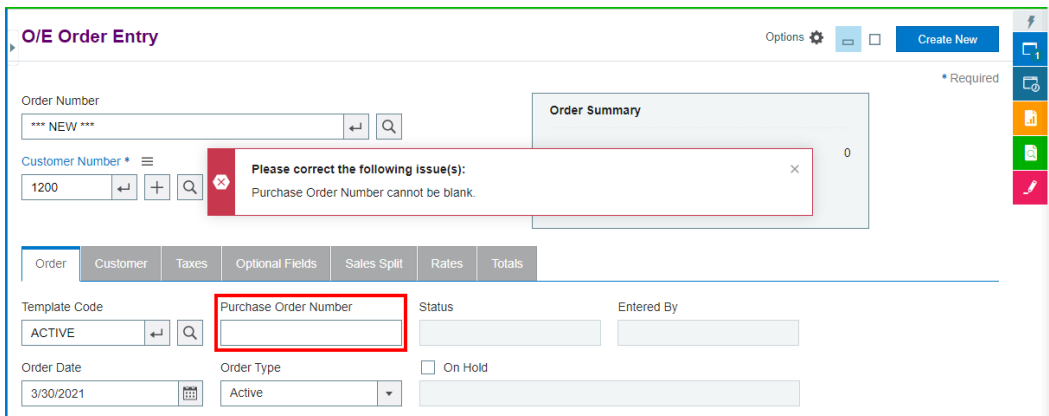 O/E Order Entry
Options
Create New
1
* Required
Order Number
*** NEW ***
Order Summary
0
Customer Number *
1200
Please correct the following issue(s):
Purchase Order Number cannot be blank.
Order Customer Taxes Optional Fields Sales Split Rates Totals
Template Code Purchase Order Number Status Entered By
ACTIVE
Order Date Order Type On Hold
3/30/2021 Active